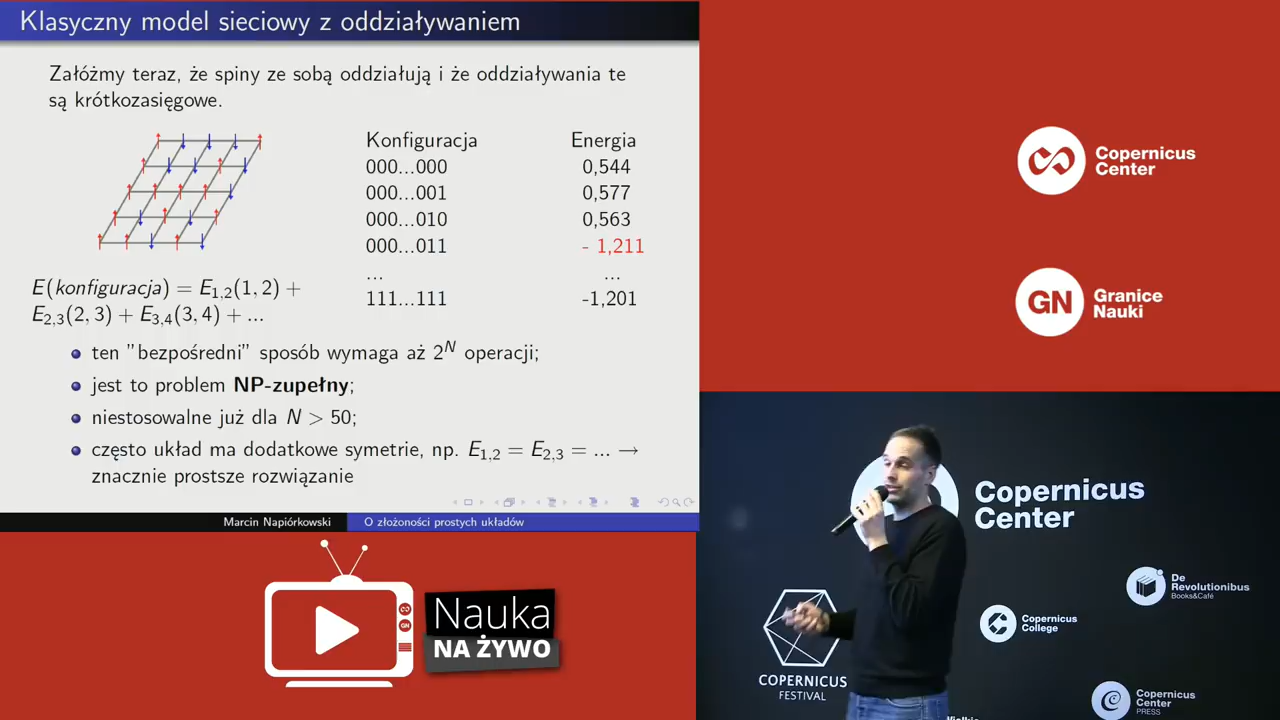 Klasyczny model sieciowy z oddziaływaniem
Załóżmy teraz, że spiny ze sobą oddziałują i że oddziaływania te
są krótkozasięgowe.
Konfiguracja Energia
000...000 0,544
000...001 0,577
000...010 0,563
000...011 - 1,211
... ...
111...111 -1,201
E(konfiguracja) = E1,2(1, 2) +
E2,3(2, 3) + E3,4(3, 4) + ...
ten ”bezpośredni” sposób wymaga aż 2^N operacji;
jest to problem NP-zupełny;
niestosowalne już dla N > 50;
często układ ma dodatkowe symetrie, np. E1,2 = E2,3 = ... →
znacznie prostsze rozwiązanie
Marcin Napiórkowski O złożoności prostych układów
Nauka
NA ŻYWO
Copernicus
Center
GN
Granice
Nauki
Copernicus
Center
De
Revolutionibus
Books&Café
Copernicus
College
COPERNICUS
FESTIVAL
Copernicus
Center
PRESS